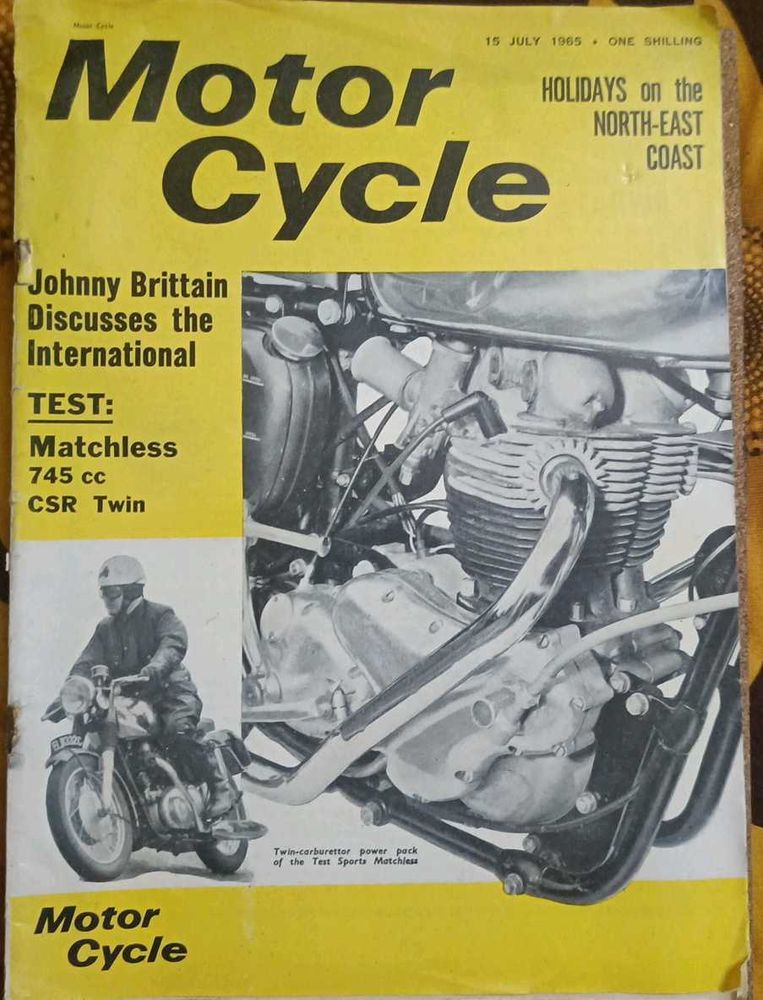 Motor Cycle
15 JULY 1965 • ONE SHILLING
Motor
Cycle
HOLIDAYS on the
NORTH-EAST
COAST
Johnny Brittain
Discusses the
International
TEST:
Matchless
745 cc
CSR Twin
Twin-carburettor power pack
of the Test Sports Matchless
Motor
Cycle